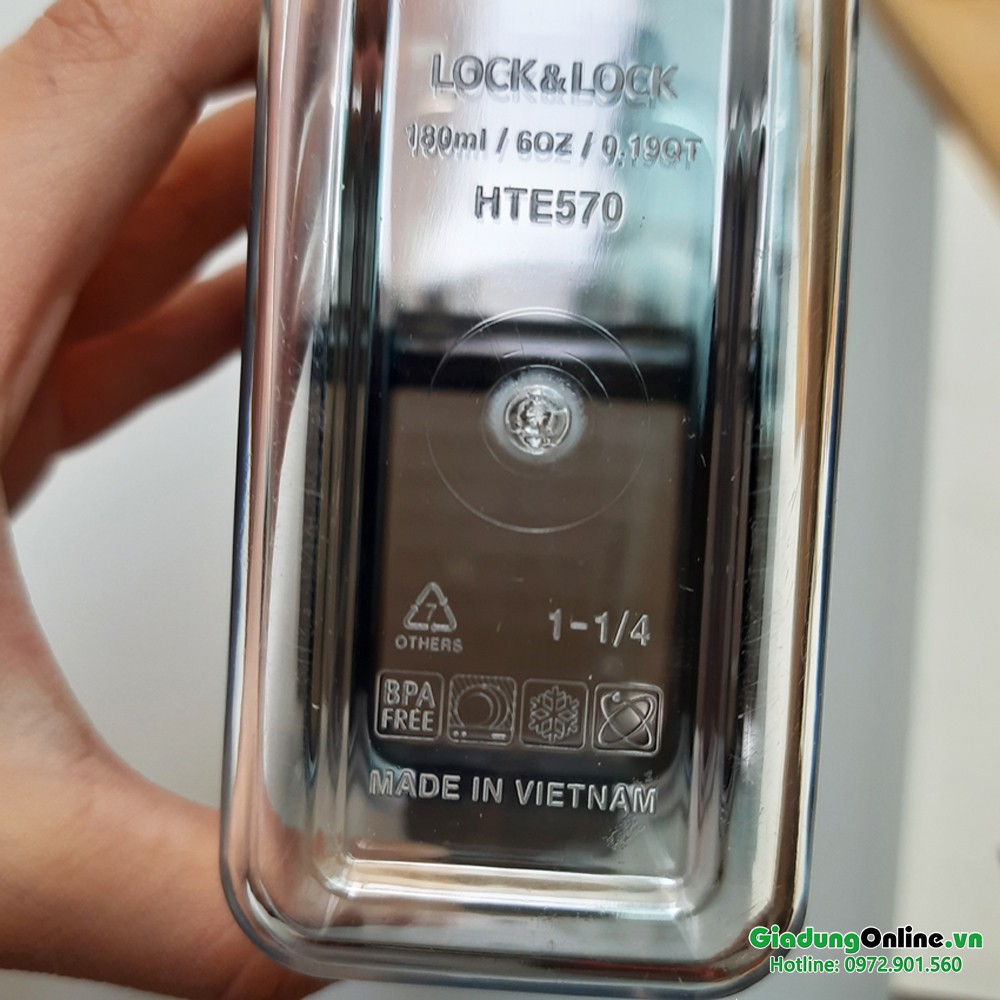 LOCK&LOCK
180ml / 6OZ / 0.19QT
HTE570
7
OTHERS
1-1/4
BPA
FREE
MADE IN VIETNAM
GiadungOnline.vn
Hotline: 0972.901.560